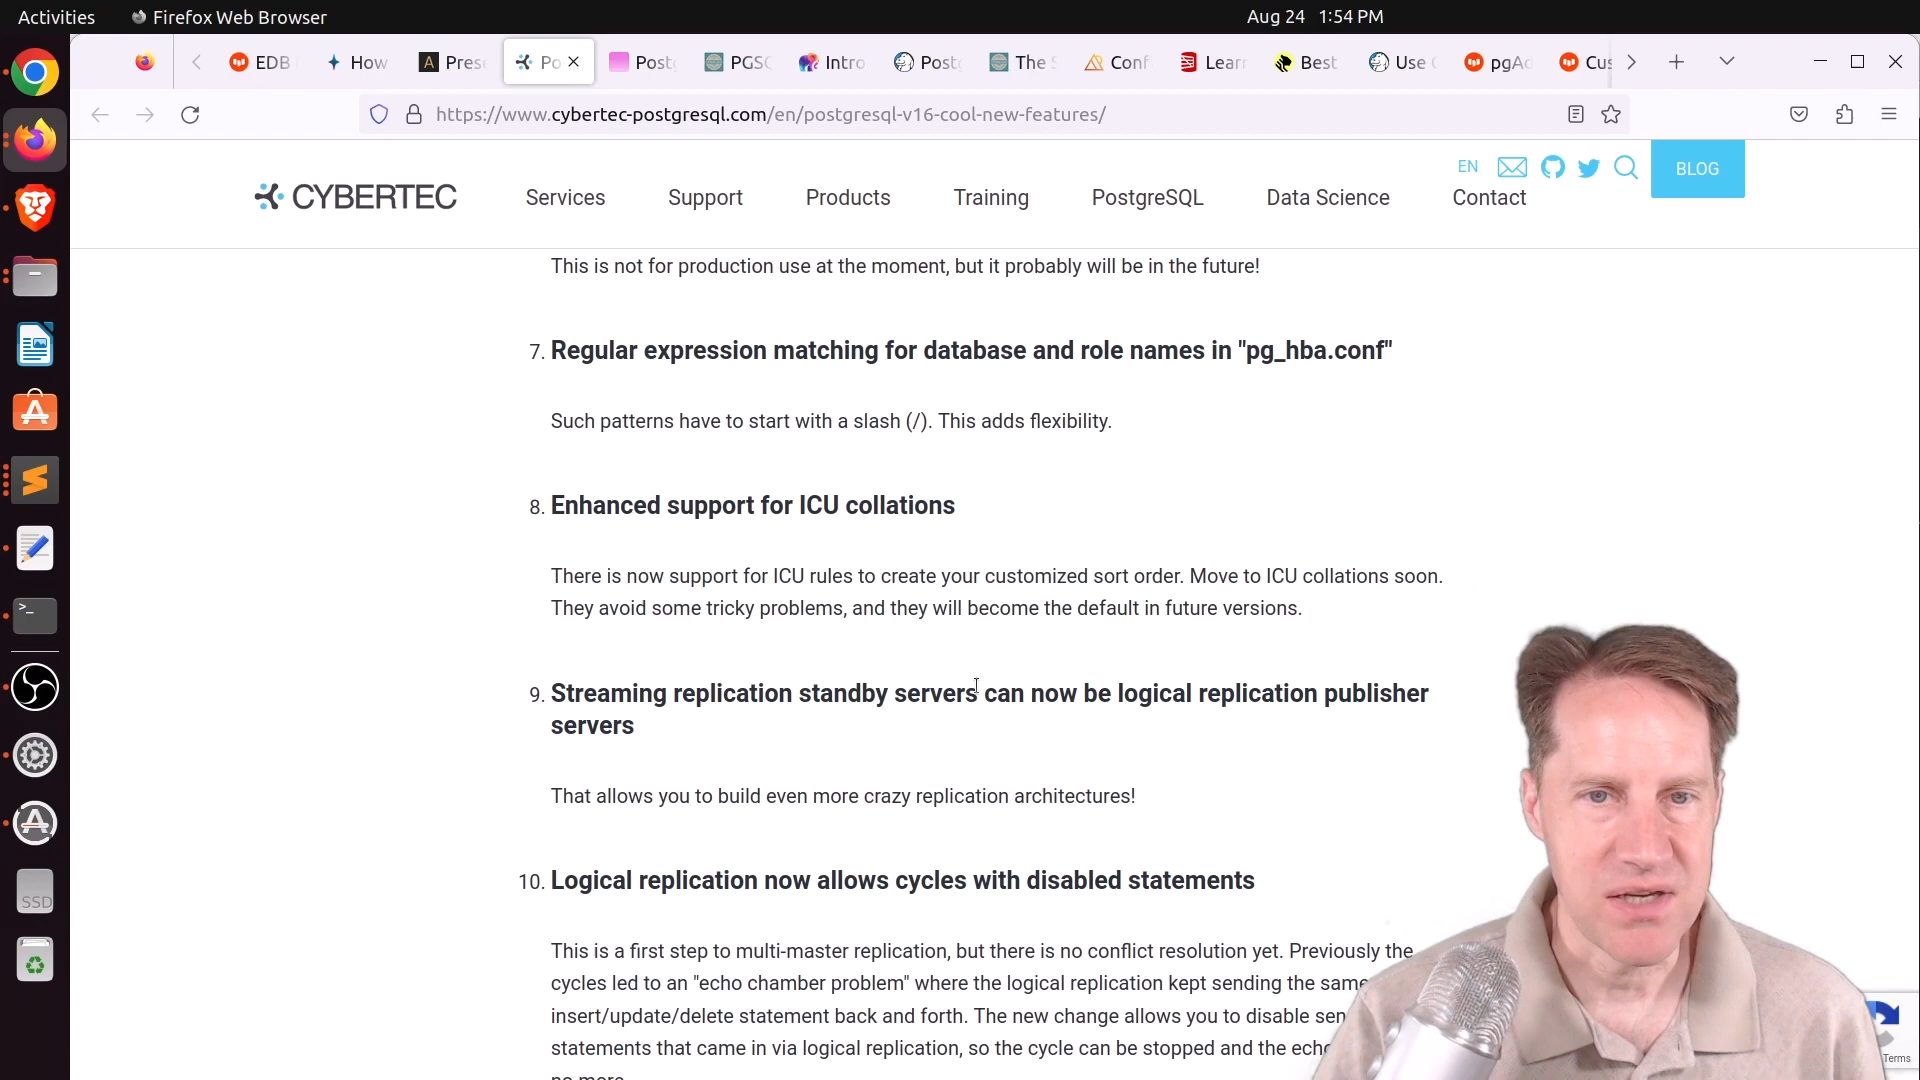 Activities
Firefox Web Browser
Aug 24 1:54 PM
EDB
How
Pres
Po
Post
PGSC
Intro
Post
The S
Conf
Lear
Best
Use
pgAd
Cus
https://www.cybertec-postgresql.com/en/postgresql-v16-cool-new-features/
EN
BLOG
CYBERTEC
Services
Support
Products
Training
PostgreSQL
Data Science
Contact
This is not for production use at the moment, but it probably will be in the future!
7. Regular expression matching for database and role names in "pg_hba.conf"
Such patterns have to start with a slash (/). This adds flexibility.
8. Enhanced support for ICU collations
There is now support for ICU rules to create your customized sort order. Move to ICU collations soon.
They avoid some tricky problems, and they will become the default in future versions.
9. Streaming replication standby servers can now be logical replication publisher
servers
That allows you to build even more crazy replication architectures!
10. Logical replication now allows cycles with disabled statements
This is a first step to multi-master replication, but there is no conflict resolution yet. Previously the
cycles led to an "echo chamber problem" where the logical replication kept sending the same
insert/update/delete statement back and forth. The new change allows you to disable sen
statements that came in via logical replication, so the cycle can be stopped and the echo
SSD
Terms